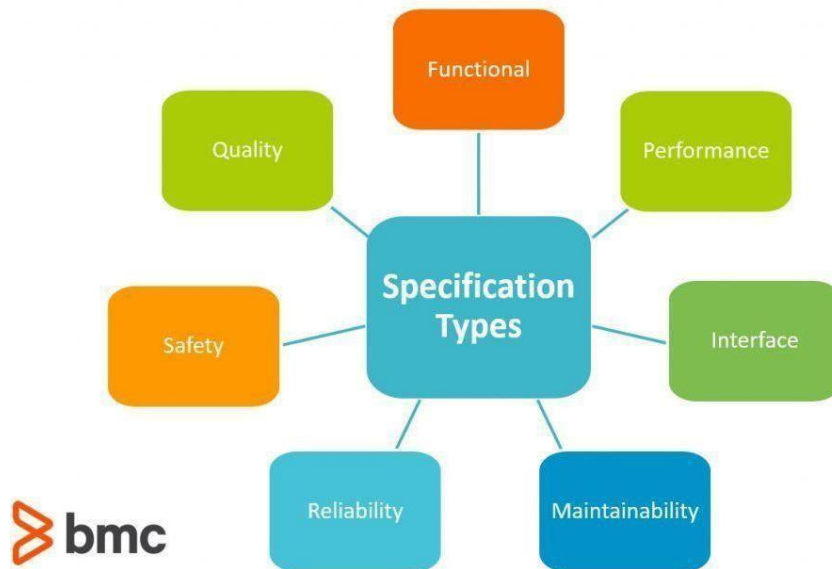 Functional
Quality
Performance
Specification
Types
Safety
Interface
Reliability
Maintainability
bmc